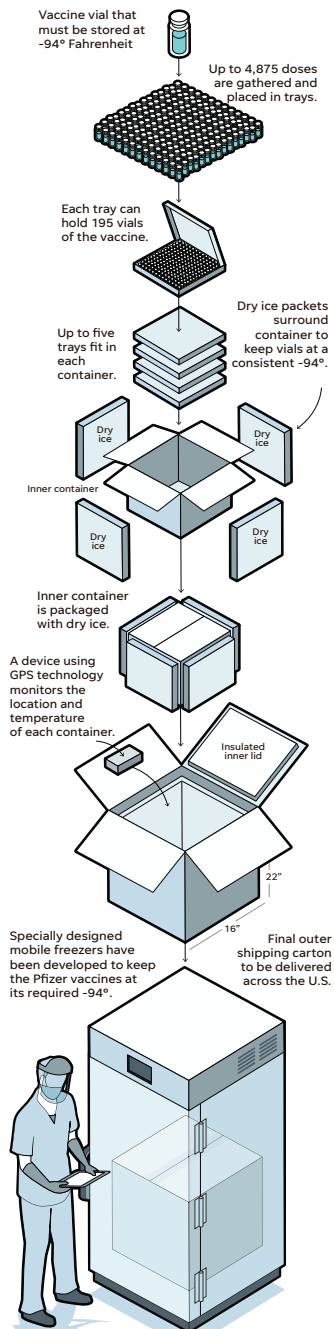 Vaccine vial that
must be stored at
-94° Fahrenheit
Up to 4,875 doses
are gathered and
placed in trays.
Each tray can
hold 195 vials
of the vaccine.
Dry ice packets
surround
container to
keep vials at a
consistent -94°.
Up to five
trays fit in
each
container.
Dry
ice
Dry
ice
Inner container
Dry
ice
Dry
ice
Inner container
is packaged
with dry ice.
A device using
GPS technology
monitors the
location and
temperature
of each container.
Insulated
inner lid
22”
16”
Specially designed
mobile freezers have
been developed to keep
the Pfizer vaccines at
its required -94°.
Final outer
shipping carton
to be delivered
across the U.S.